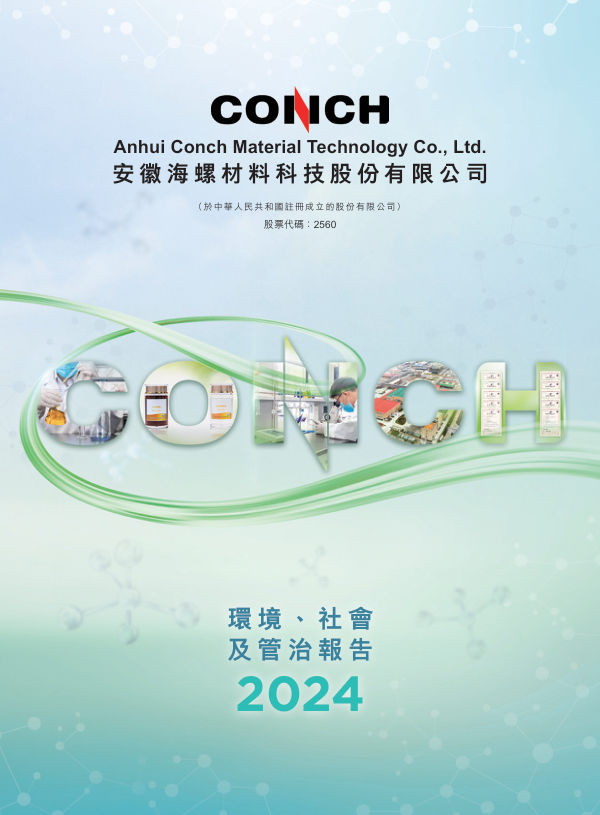 CONCH
Anhui Conch Material Technology Co., Ltd.
安徽海螺材料科技股份有限公司
（於中華人民共和國註冊成立的股份有限公司）
股票代碼：2560
CONCH
環境、社會
及管治報告
2024